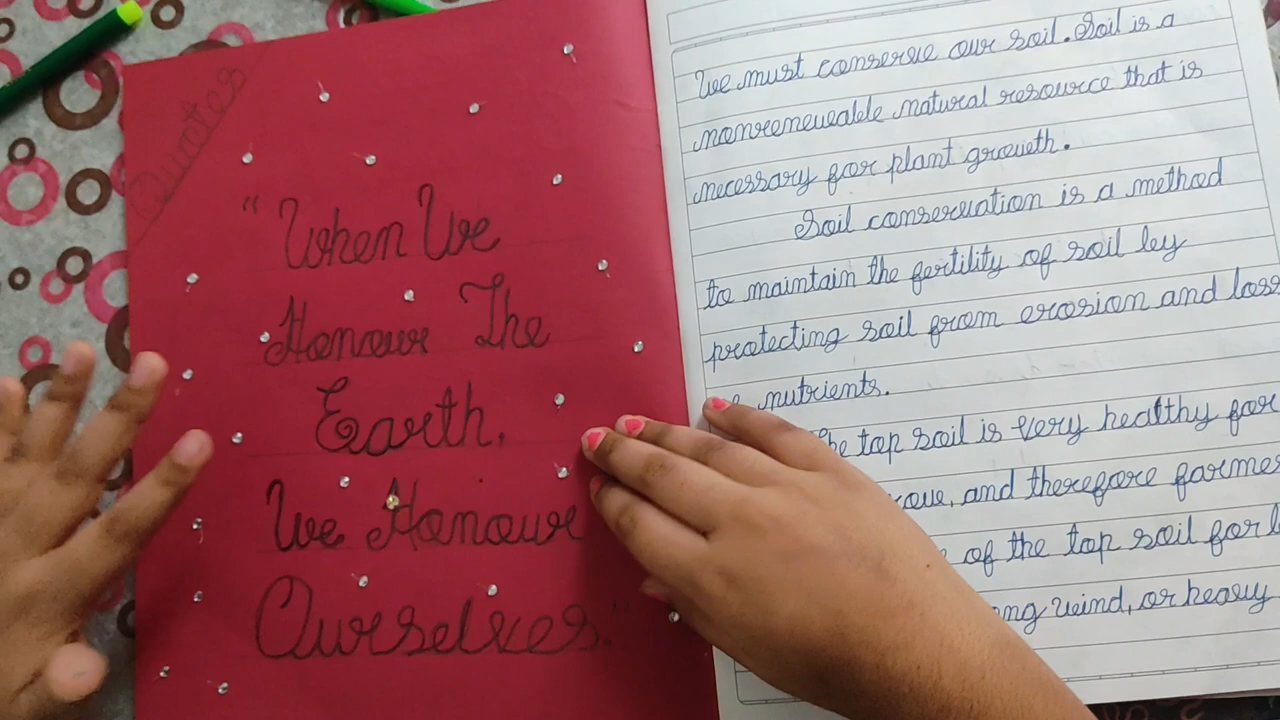 Quotes
"When We
Honour The
Earth.
We Honour
Ourselves."
We must conserve our soil. Soil is a
nonreneweable natural resource that is
necessary for plant growth.
Soil conservation is a method
to maintain the fertility of soil by
protecting soil from erosion and loss
nutrients.
The top soil is very healthy for
and therefore farmer
of the top soil for
wind, or heavy